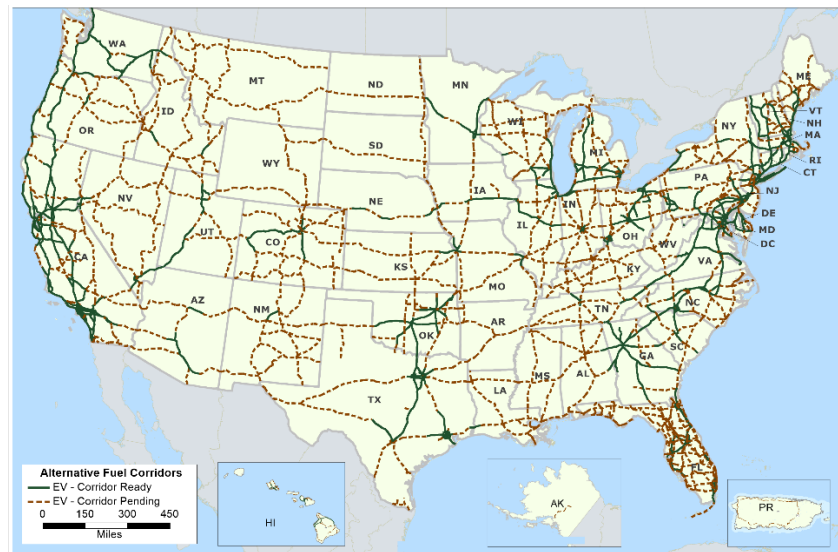 WA
MT
ND
MN
ME
VT
NH
MA
RI
CT
OR
ID
WY
SD
WI
MI
NY
NV
UT
CO
NE
IA
IL
IN
OH
PA
NJ
DE
MD
DC
CA
AZ
NM
KS
MO
KY
WV
VA
OK
AR
TN
NC
SC
TX
LA
MS
AL
GA
FL
Alternative Fuel Corridors
EV - Corridor Ready
EV - Corridor Pending
0 150 300 450
Miles
HI
AK
PR